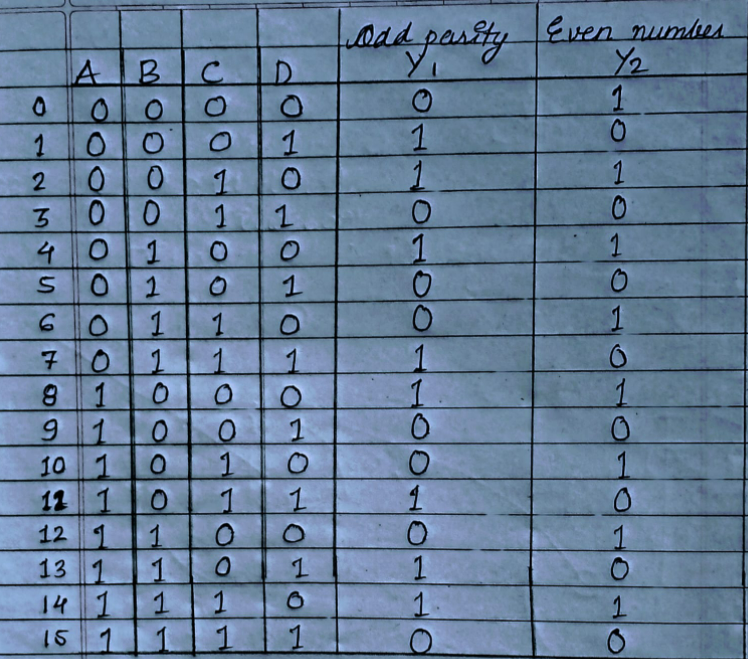 Odd parity Even number
A B C D Y1 Y2
0 0 0 0 0 0 1
1 0 0 0 1 1 0
2 0 0 1 0 1 1
3 0 0 1 1 0 0
4 0 1 0 0 1 1
5 0 1 0 1 0 0
6 0 1 1 0 0 1
7 0 1 1 1 1 0
8 1 0 0 0 1 1
9 1 0 0 1 0 0
10 1 0 1 0 0 1
11 1 0 1 1 1 0
12 1 1 0 0 0 1
13 1 1 0 1 1 0
14 1 1 1 0 1 1
15 1 1 1 1 0 0